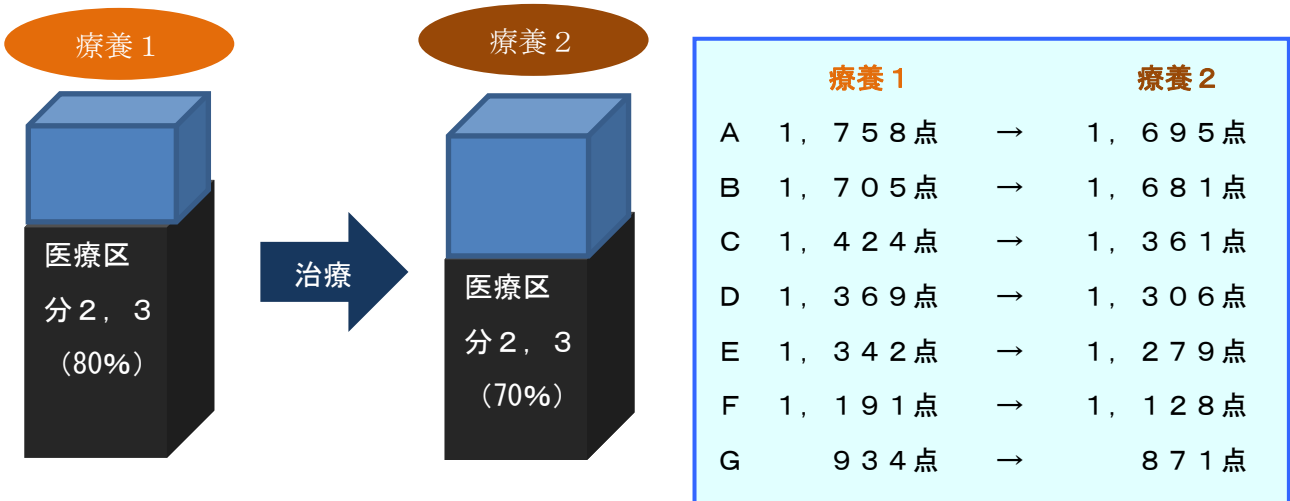 療養1
医療区
分2, 3
(80%)
治療
療養2
医療区
分2, 3
(70%)
療養1 療養2
A 1, 758点 → 1, 695点
B 1, 705点 → 1, 681点
C 1, 424点 → 1, 361点
D 1, 369点 → 1, 306点
E 1, 342点 → 1, 279点
F 1, 191点 → 1, 128点
G 934点 → 871点